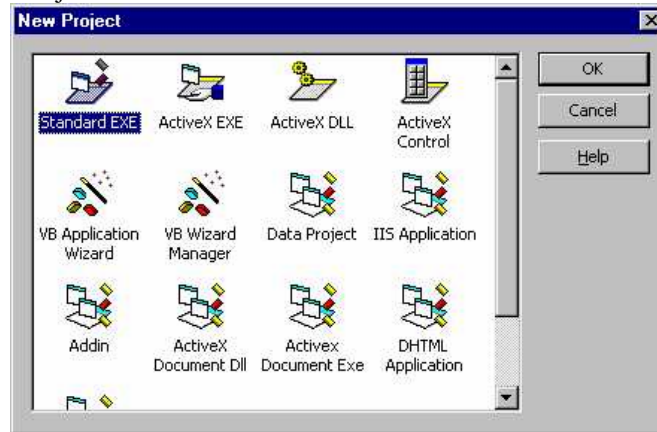 New Project
Standard EXE
ActiveX EXE
ActiveX DLL
ActiveX
Control
OK
Cancel
Help
VB Application
Wizard
VB Wizard
Manager
Data Project
IIS Application
Addin
ActiveX
Document Dll
Activex
Document Exe
DHTML
Application